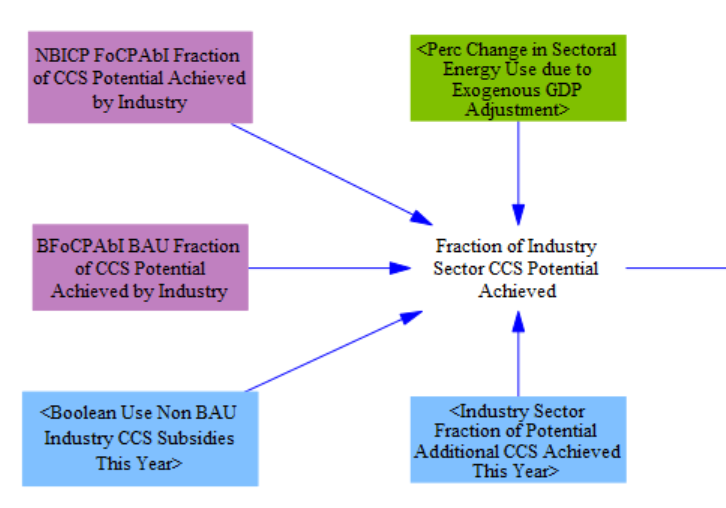 NBICP FoCPAbI Fraction
of CCS Potential Achieved
by Industry
<Perc Change in Sectoral
Energy Use due to
Exogenous GDP
Adjustment>
BFoCPAbI BAU Fraction
of CCS Potential
Achieved by Industry
Fraction of Industry
Sector CCS Potential
Achieved
<Boolean Use Non BAU
Industry CCS Subsidies
This Year>
<Industry Sector
Fraction of Potential
Additional CCS Achieved
This Year>